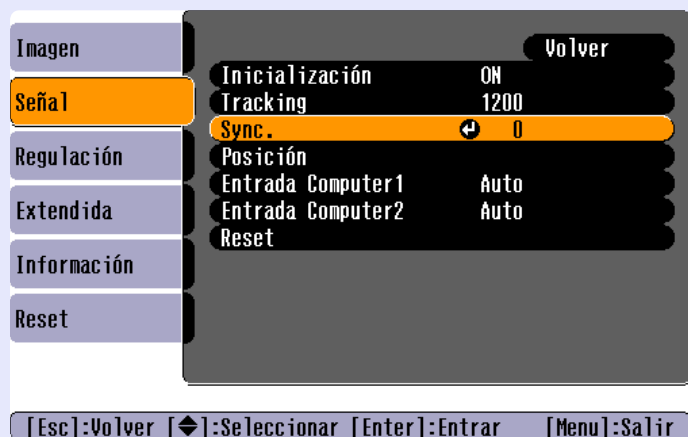 Imagen
Señal
Regulación
Extendida
Información
Reset
Volver
Inicialización ON
Tracking 1200
Sync. 0
Posición
Entrada Computer1 Auto
Entrada Computer2 Auto
Reset
[Esc]:Volver [◆]:Seleccionar [Enter]:Entrar [Menu]:Salir